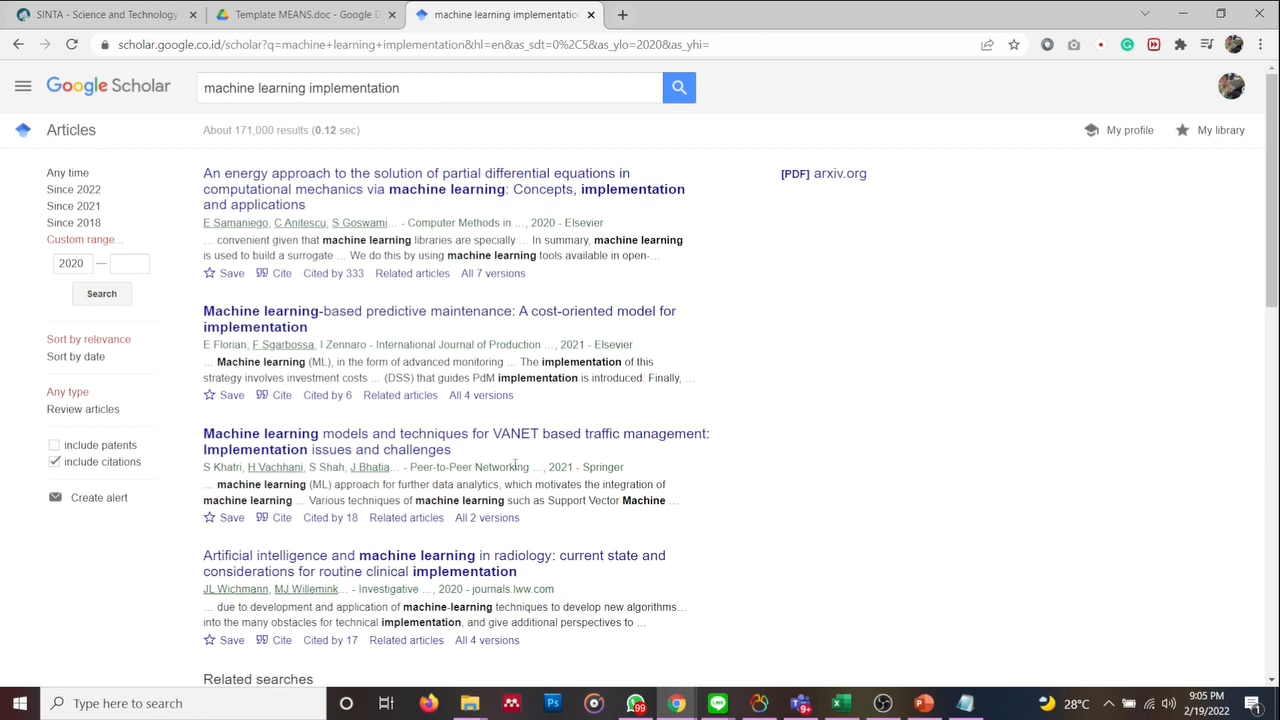 SINTA - Science and Technology
Template MEANS.doc - Google D
machine learning implementation
scholar.google.co.id/scholar?q=machine+learning+implementation&hl=en&as_sdt=0%2C5&as_ylo=2020&as_yhi=
Google Scholar
machine learning implementation
Articles
About 171,000 results (0.12 sec)
My profile
My library
Any time
Since 2022
Since 2021
Since 2018
Custom range...
2020 —
Search
Sort by relevance
Sort by date
Any type
Review articles
include patents
include citations
Create alert
An energy approach to the solution of partial differential equations in
computational mechanics via machine learning: Concepts, implementation
and applications
E Samaniego, C Anitescu, S Goswami... - Computer Methods in ..., 2020 - Elsevier
... convenient given that machine learning libraries are specially ... In summary, machine learning
is used to build a surrogate ... We do this by using machine learning tools available in open-...
Save Cite Cited by 333 Related articles All 7 versions
[PDF] arxiv.org
Machine learning-based predictive maintenance: A cost-oriented model for
implementation
E Florian, F Sgarbossa, I Zennaro - International Journal of Production ..., 2021 - Elsevier
... Machine learning (ML), in the form of advanced monitoring ... The implementation of this
strategy involves investment costs ... (DSS) that guides PdM implementation is introduced. Finally, ...
Save Cite Cited by 6 Related articles All 4 versions
Machine learning models and techniques for VANET based traffic management:
Implementation issues and challenges
S Khatri, H Vachhani, S Shah, J Bhatia... - Peer-to-Peer Networking ..., 2021 - Springer
... machine learning (ML) approach for further data analytics, which motivates the integration of
machine learning ... Various techniques of machine learning such as Support Vector Machine ...
Save Cite Cited by 18 Related articles All 2 versions
Artificial intelligence and machine learning in radiology: current state and
considerations for routine clinical implementation
JL Wichmann, MJ Willemink... - Investigative ..., 2020 - journals.lww.com
... due to development and application of machine-learning techniques to develop new algorithms...
into the many obstacles for technical implementation, and give additional perspectives to ...
Save Cite Cited by 17 Related articles All 4 versions
Related searches
Type here to search
Ps
99
9+
28°C
9:05 PM
2/19/2022
1